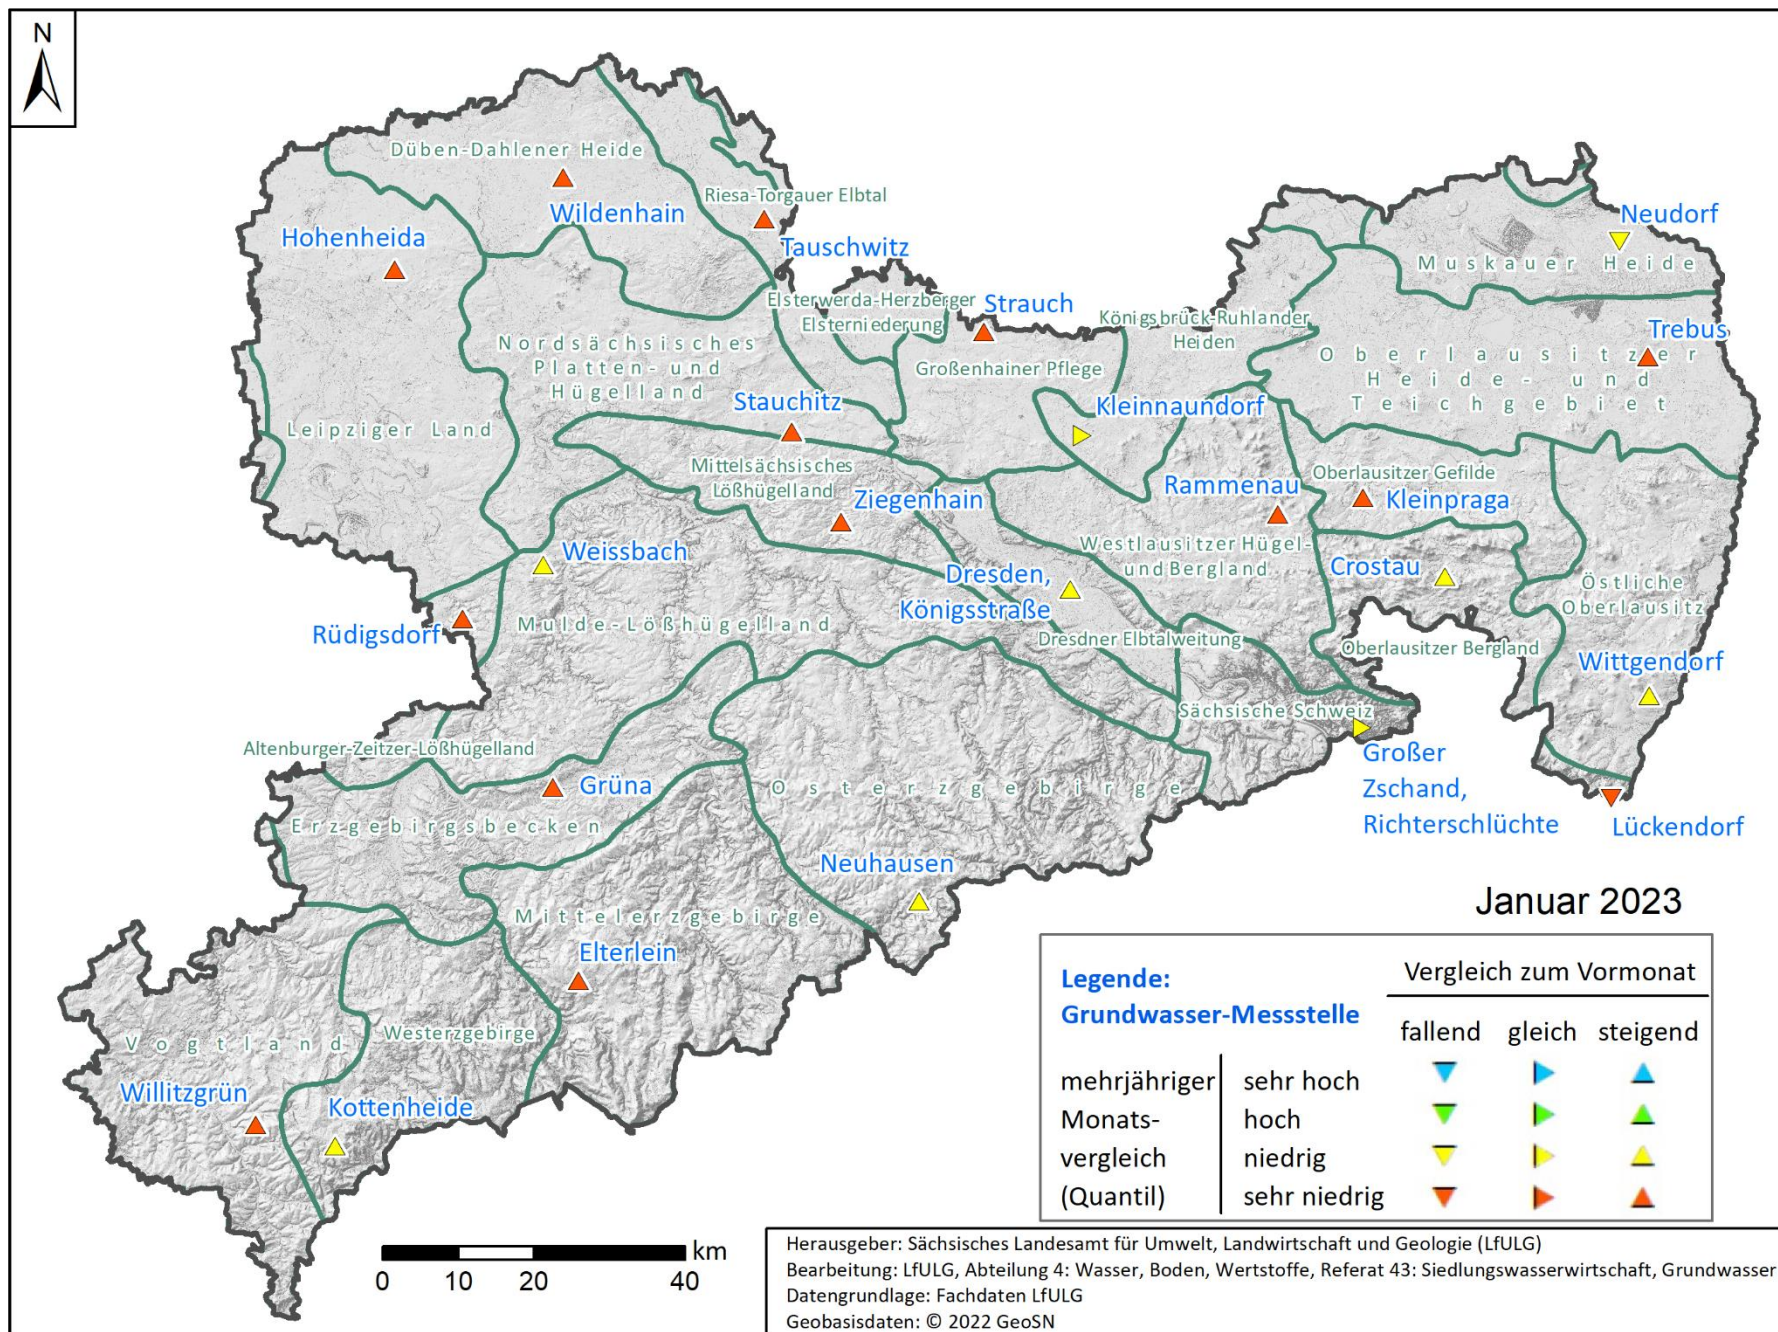 N
Düben-Dahlener Heide
Wildenhain
Riesa-Torgauer Elbtal
Tauschwitz
Hohenheida
Neudorf
Muskauer Heide
Elsterwerda-Herzberger
Elsterniederung
Strauch
Königsbrück-Ruhlander
Heiden
Trebus
Oberlausitzer
Heide- und
Teichgebiet
Nordsächsisches
Platten- und
Hügelland
Großenhainer Pflege
Stauchitz
Kleinnaundorf
Leipziger Land
Mittelsächsisches
Lößhügelland
Ziegenhain
Rammenau
Oberlausitzer Gefilde
Kleinpraga
Weissbach
Westlausitzer Hügel-
und Bergland
Crostau
Dresden,
Königsstraße
Östliche
Oberlausitz
Rüdigsdorf
Mulde-Lößhügelland
Dresdner Elbtalweitung
Oberlausitzer Bergland
Wittgendorf
Sächsische Schweiz
Altenburger-Zeitzer-Lößhügelland
Großer
Zschand,
Richterschlüchte
Grüna
Osterzgebirge
Lückendorf
Erzgebirgsbecken
Neuhausen
Mittelerzgebirge
Elterlein
Westerzgebirge
Vogtland
Willitzgrün
Kottenheide
Januar 2023
Legende:
Grundwasser-Messstelle
Vergleich zum Vormonat
fallend gleich steigend
mehrjähriger sehr hoch
Monats- hoch
vergleich niedrig
(Quantil) sehr niedrig
km
0 10 20 40
Herausgeber: Sächsisches Landesamt für Umwelt, Landwirtschaft und Geologie (LfULG)
Bearbeitung: LfULG, Abteilung 4: Wasser, Boden, Wertstoffe, Referat 43: Siedlungswasserwirtschaft, Grundwasser
Datengrundlage: Fachdaten LfULG
Geobasisdaten: © 2022 GeoSN